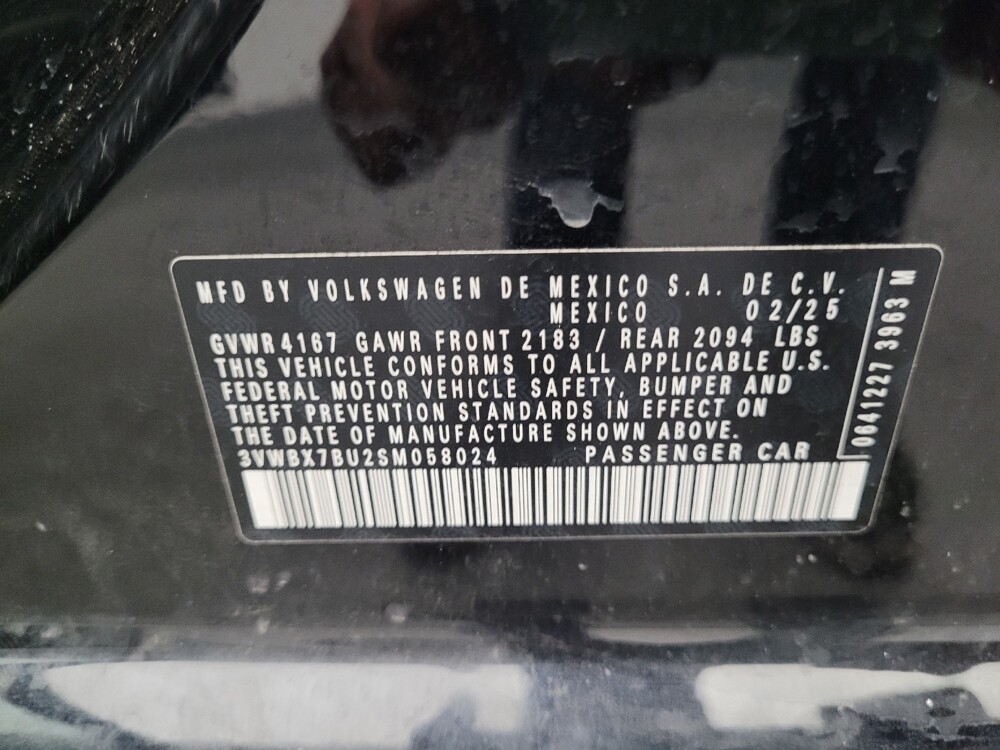 MFD BY VOLKSWAGEN DE MEXICO S.A. DE C.V.
MEXICO 02/25
GVWR 4167 GAWR FRONT 2183 / REAR 2094 LBS
THIS VEHICLE CONFORMS TO ALL APPLICABLE U.S.
FEDERAL MOTOR VEHICLE SAFETY, BUMPER AND
THEFT PREVENTION STANDARDS IN EFFECT ON
THE DATE OF MANUFACTURE SHOWN ABOVE.
3VWBX7BU2SM058024 PASSENGER CAR
0641227 3963 M